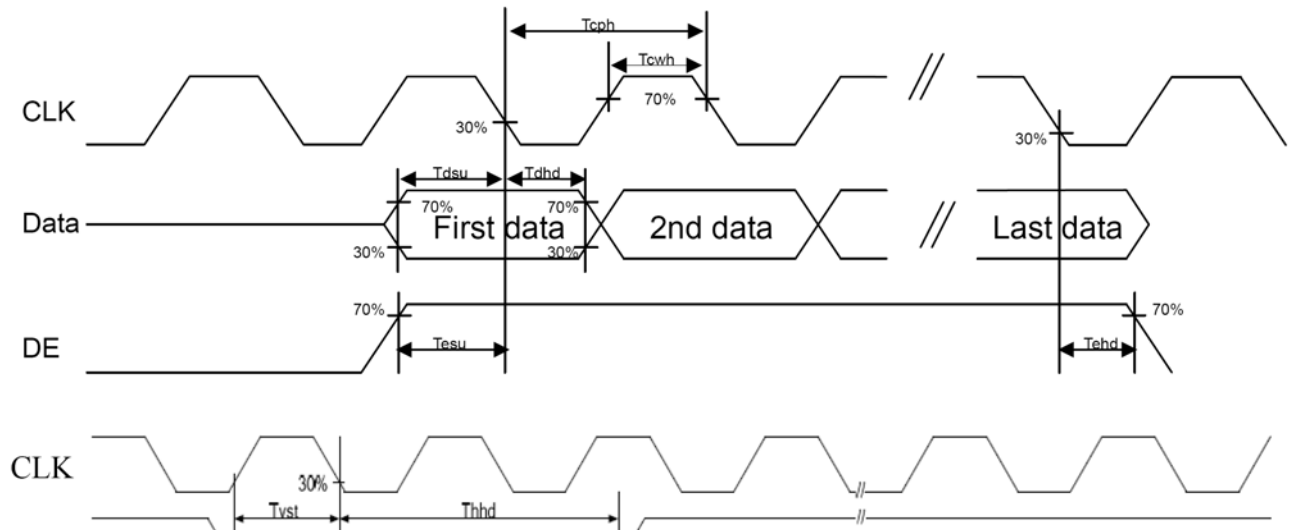 Tcph
Tcwh
CLK
70%
30%
30%
Tdsu
Tdhd
70%
70%
Data
First data
2nd data
Last data
30%
30%
70%
70%
DE
Tesu
Tehd
CLK
30%
Tvst
Thhd